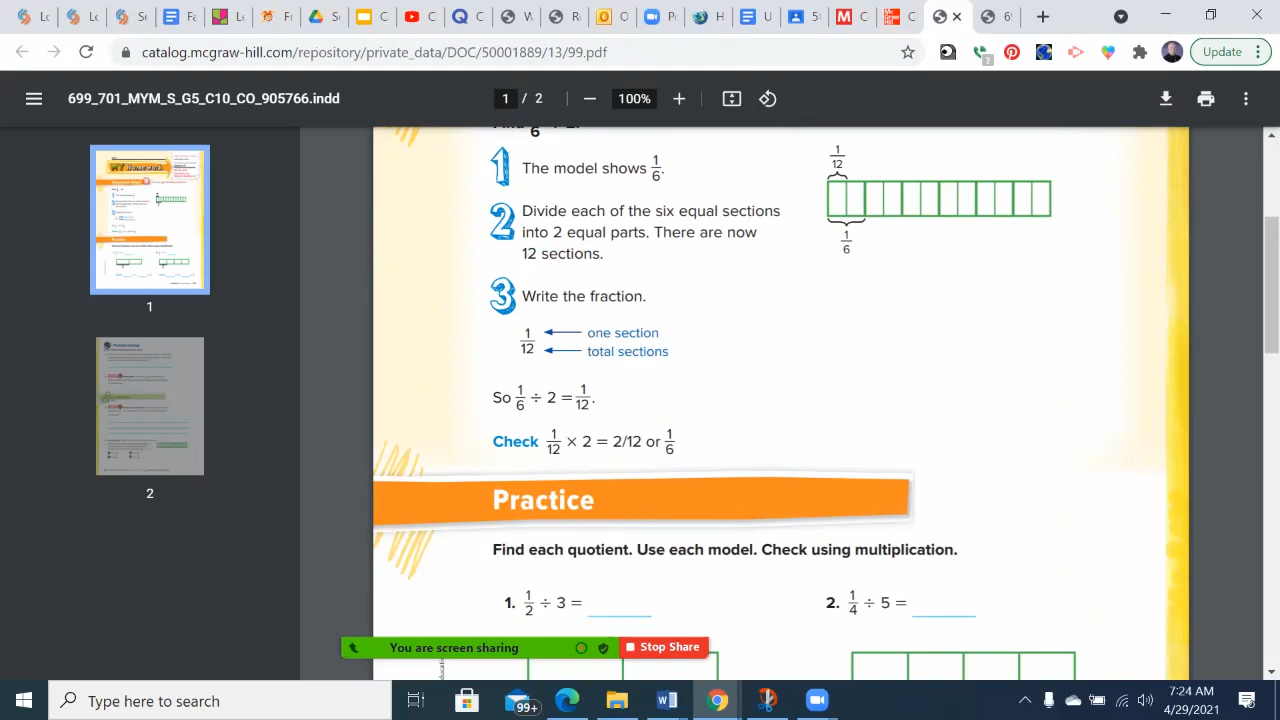 catalog.mcgraw-hill.com/repository/private_data/DOC/50001889/13/99.pdf
Update
699_701_MYM_S_G5_C10_CO_905766.indd
1 / 2
100%
1
2
1 The model shows 1/6.
2 Divide each of the six equal sections
into 2 equal parts. There are now
12 sections.
3 Write the fraction.
1/12
one section
total sections
So 1/6 ÷ 2 = 1/12.
Check 1/12 × 2 = 2/12 or 1/6
1/12
1/6
Practice
Find each quotient. Use each model. Check using multiplication.
1. 1/2 ÷ 3 =
2. 1/4 ÷ 5 =
You are screen sharing
Stop Share
Type here to search
99+
7:24 AM
4/29/2021